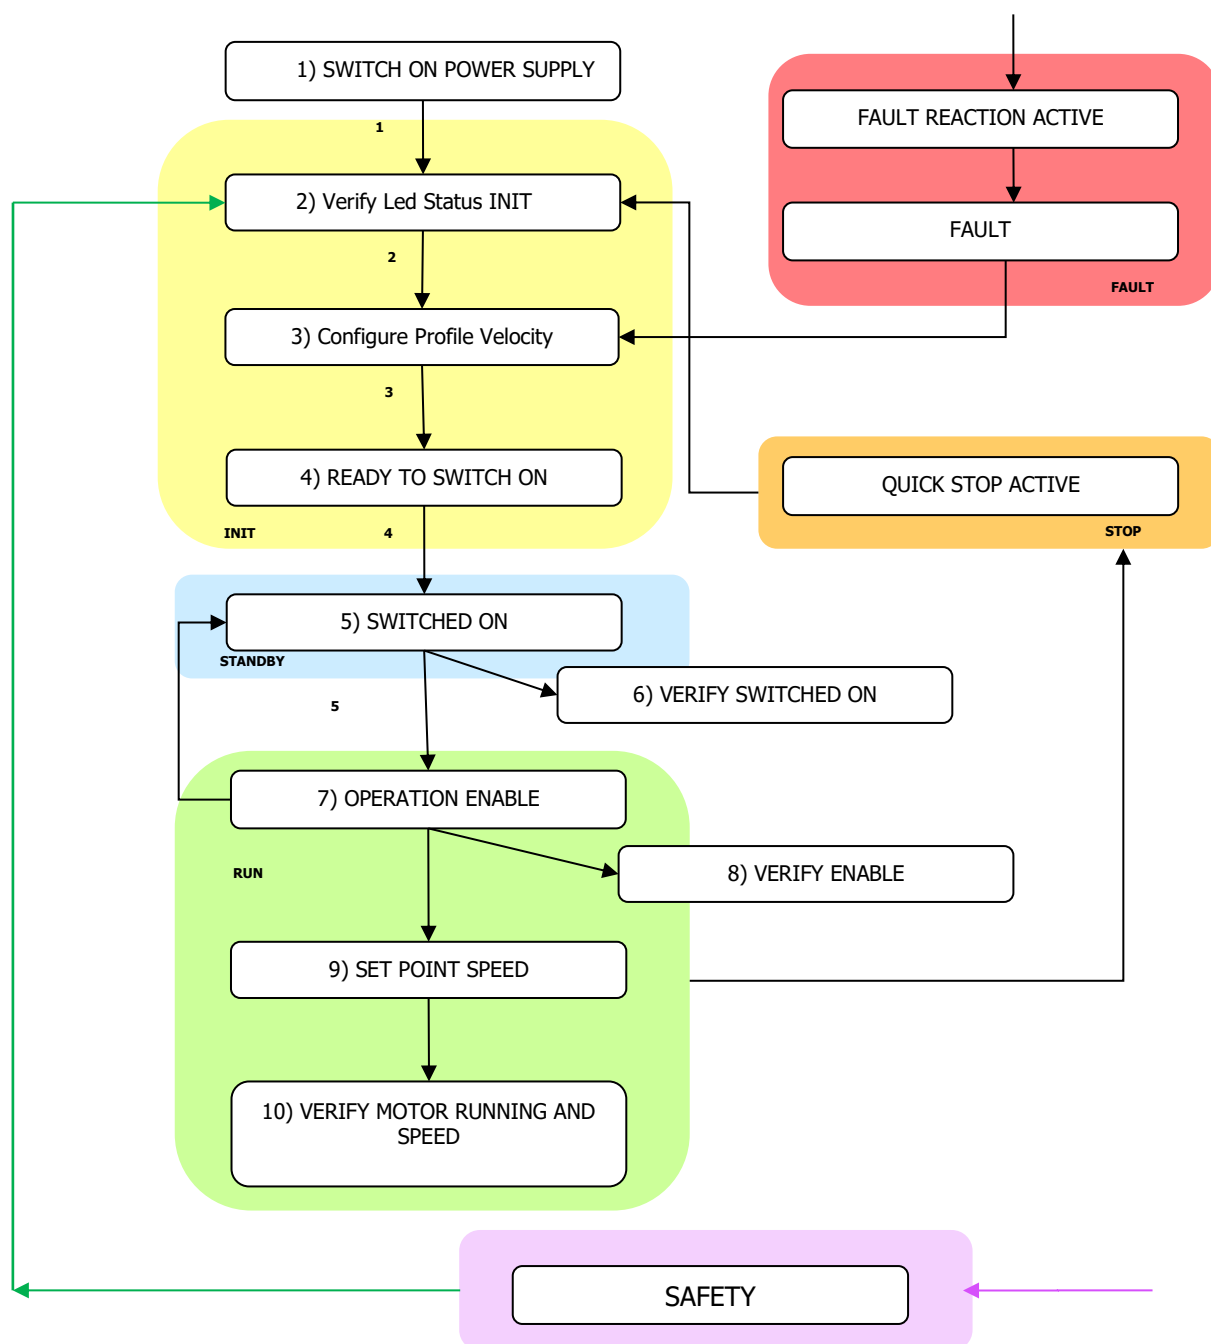 1) SWITCH ON POWER SUPPLY
1
2) Verify Led Status INIT
2
3) Configure Profile Velocity
3
4) READY TO SWITCH ON
INIT
4
FAULT REACTION ACTIVE
FAULT
FAULT
QUICK STOP ACTIVE
STOP
5) SWITCHED ON
STANDBY
6) VERIFY SWITCHED ON
5
7) OPERATION ENABLE
RUN
8) VERIFY ENABLE
9) SET POINT SPEED
10) VERIFY MOTOR RUNNING AND
SPEED
SAFETY